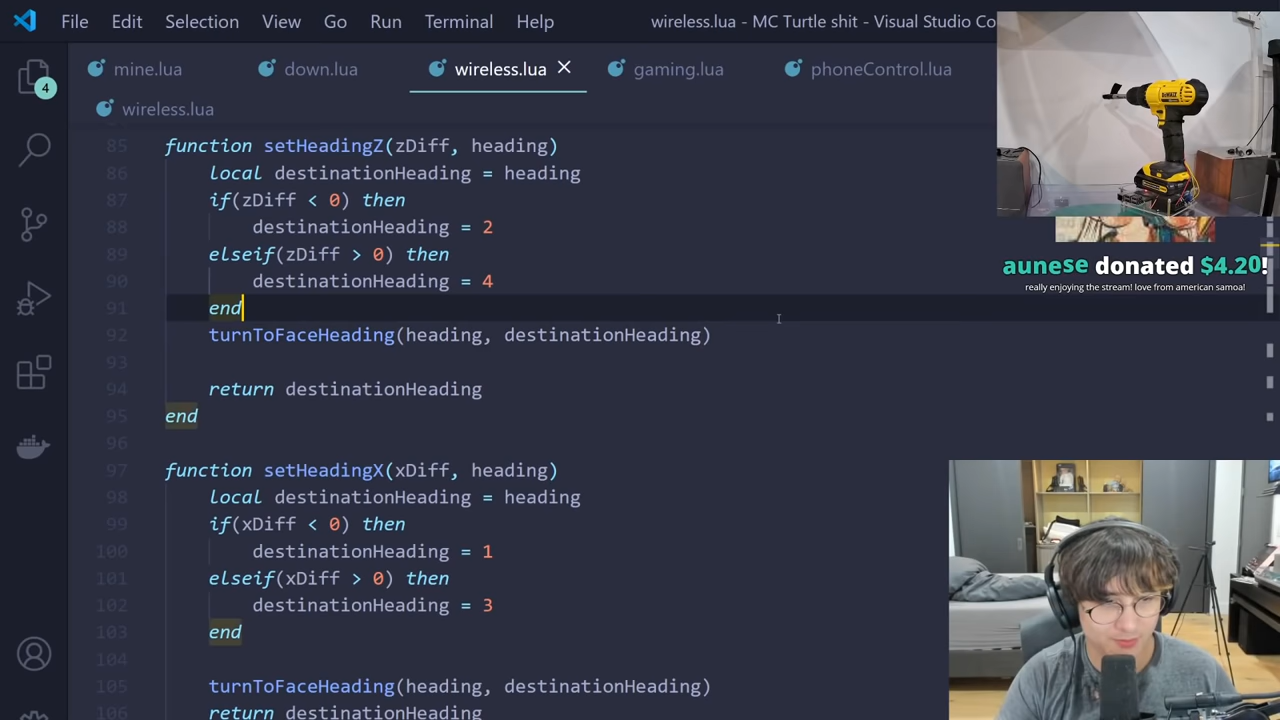 File Edit Selection View Go Run Terminal Help wireless.lua - MC Turtle shit - Visual Studio Co
mine.lua down.lua wireless.lua gaming.lua phoneControl.lua
4
wireless.lua
85 function setHeadingZ(zDiff, heading)
86 local destinationHeading = heading
87 if(zDiff < 0) then
88 destinationHeading = 2
89 elseif(zDiff > 0) then
90 destinationHeading = 4
91 end
92 turnToFaceHeading(heading, destinationHeading)
93
94 return destinationHeading
95 end
96
97 function setHeadingX(xDiff, heading)
98 local destinationHeading = heading
99 if(xDiff < 0) then
100 destinationHeading = 1
101 elseif(xDiff > 0) then
102 destinationHeading = 3
103 end
104
105 turnToFaceHeading(heading, destinationHeading)
106 return destinationHeading
DEWALT
aunese donated $4.20!
really enjoying the stream! love from american samoa!